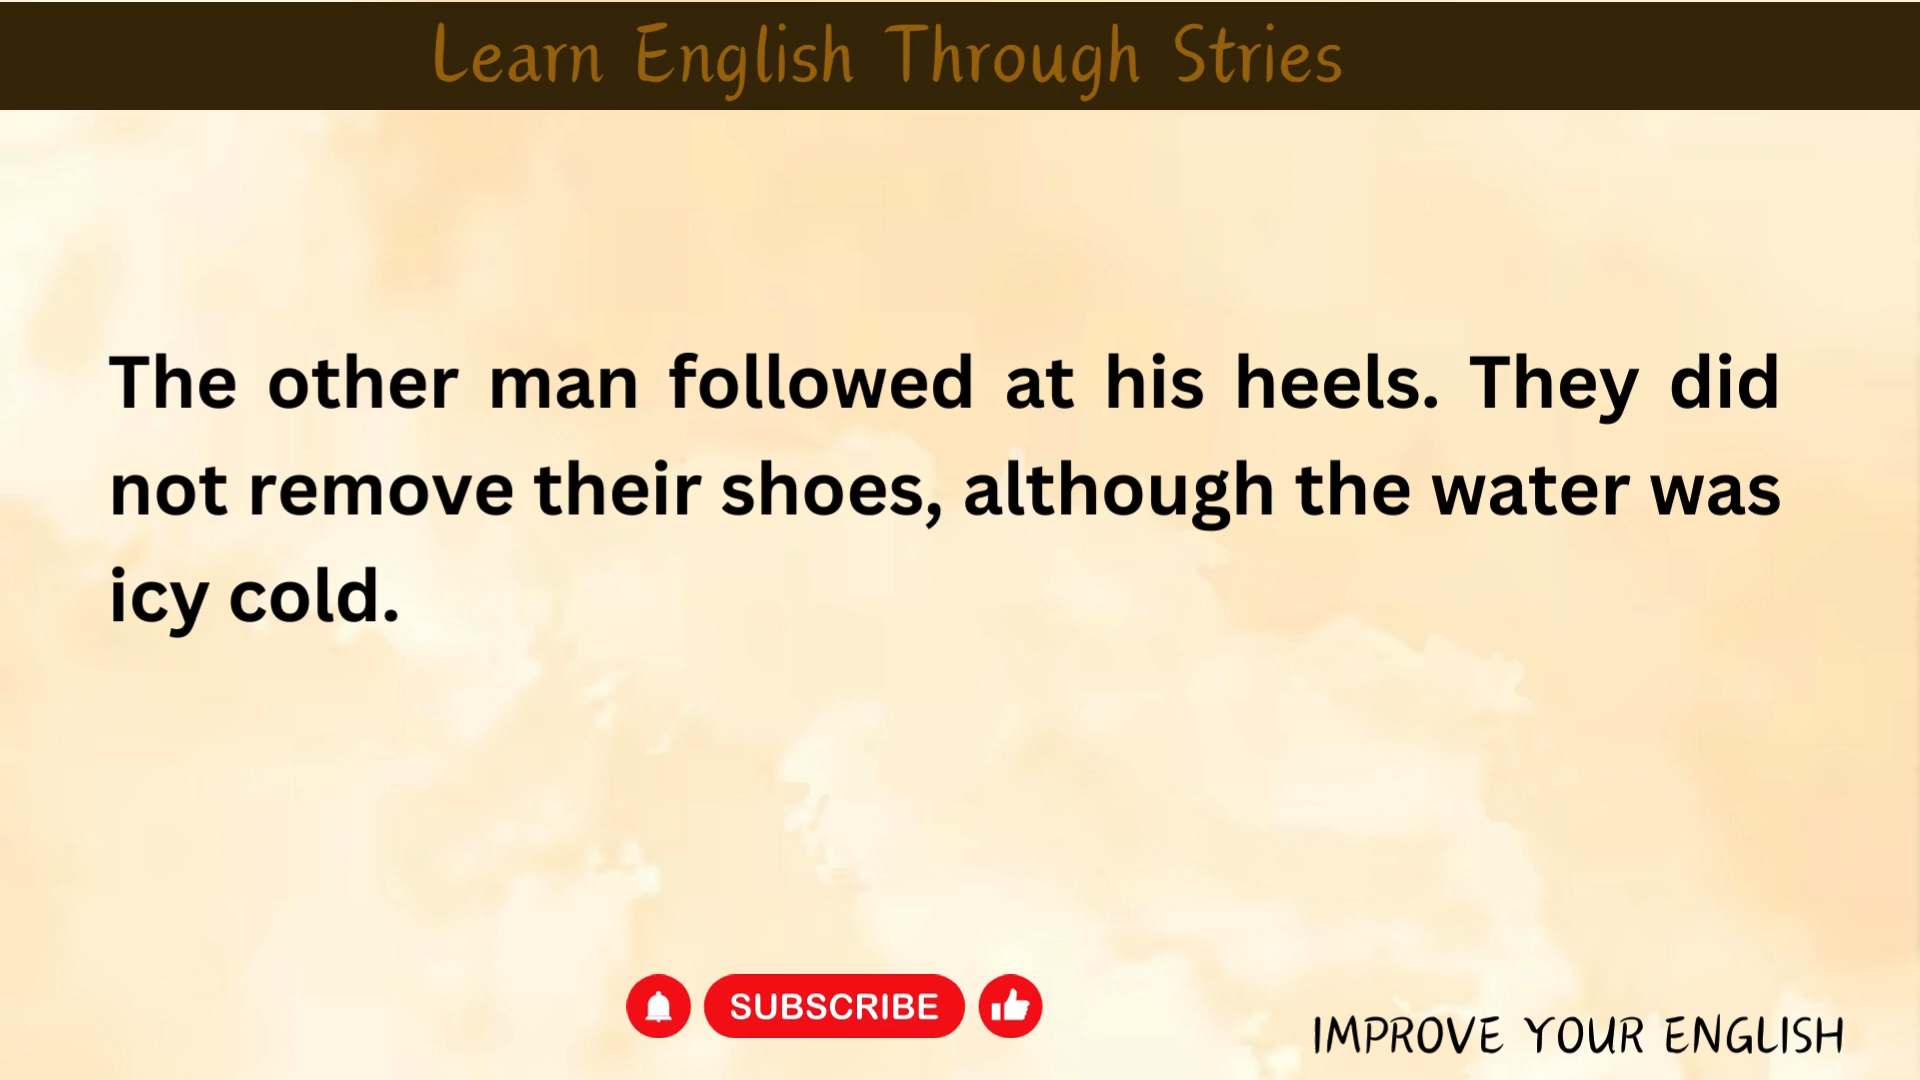 Learn English Through Stries
The other man followed at his heels. They did
not remove their shoes, although the water was
icy cold.
SUBSCRIBE
IMPROVE YOUR ENGLISH